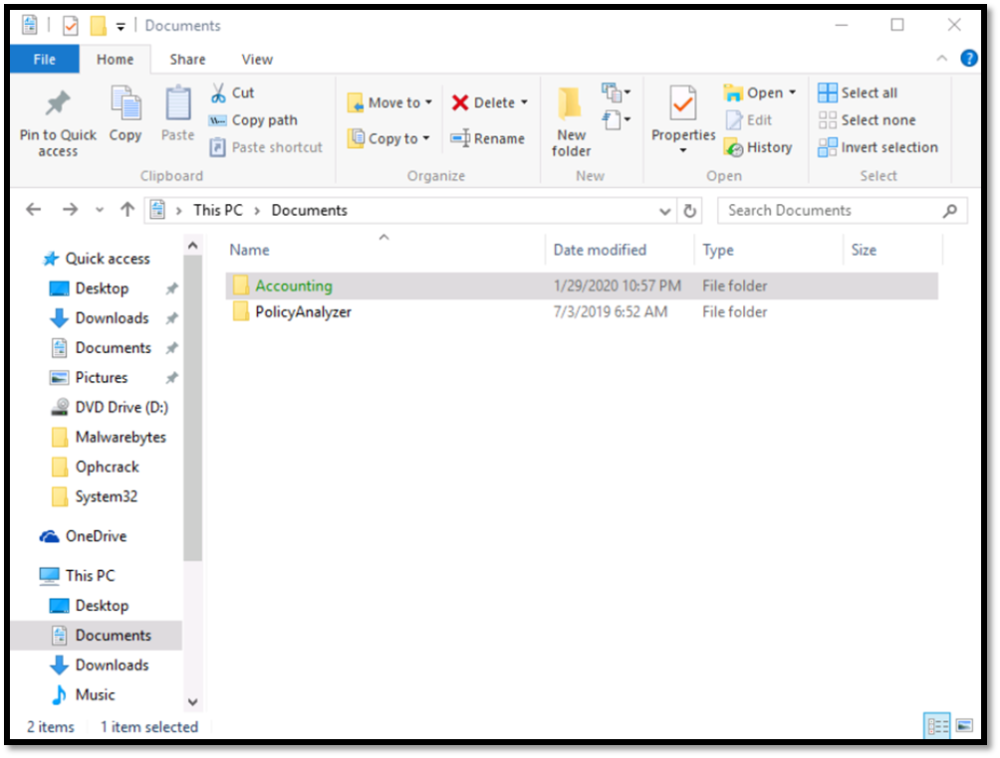 Documents
File Home Share View
Pin to Quick access
Copy
Paste
Cut
Copy path
Paste shortcut
Clipboard
Move to
Copy to
Delete
Rename
Organize
New folder
New
Properties
Open
Edit
History
Open
Select all
Select none
Invert selection
Select
This PC > Documents
Search Documents
Quick access
Desktop
Downloads
Documents
Pictures
DVD Drive (D:)
Malwarebytes
Ophcrack
System32
OneDrive
This PC
Desktop
Documents
Downloads
Music
Name Date modified Type Size
Accounting 1/29/2020 10:57 PM File folder
PolicyAnalyzer 7/3/2019 6:52 AM File folder
2 items 1 item selected